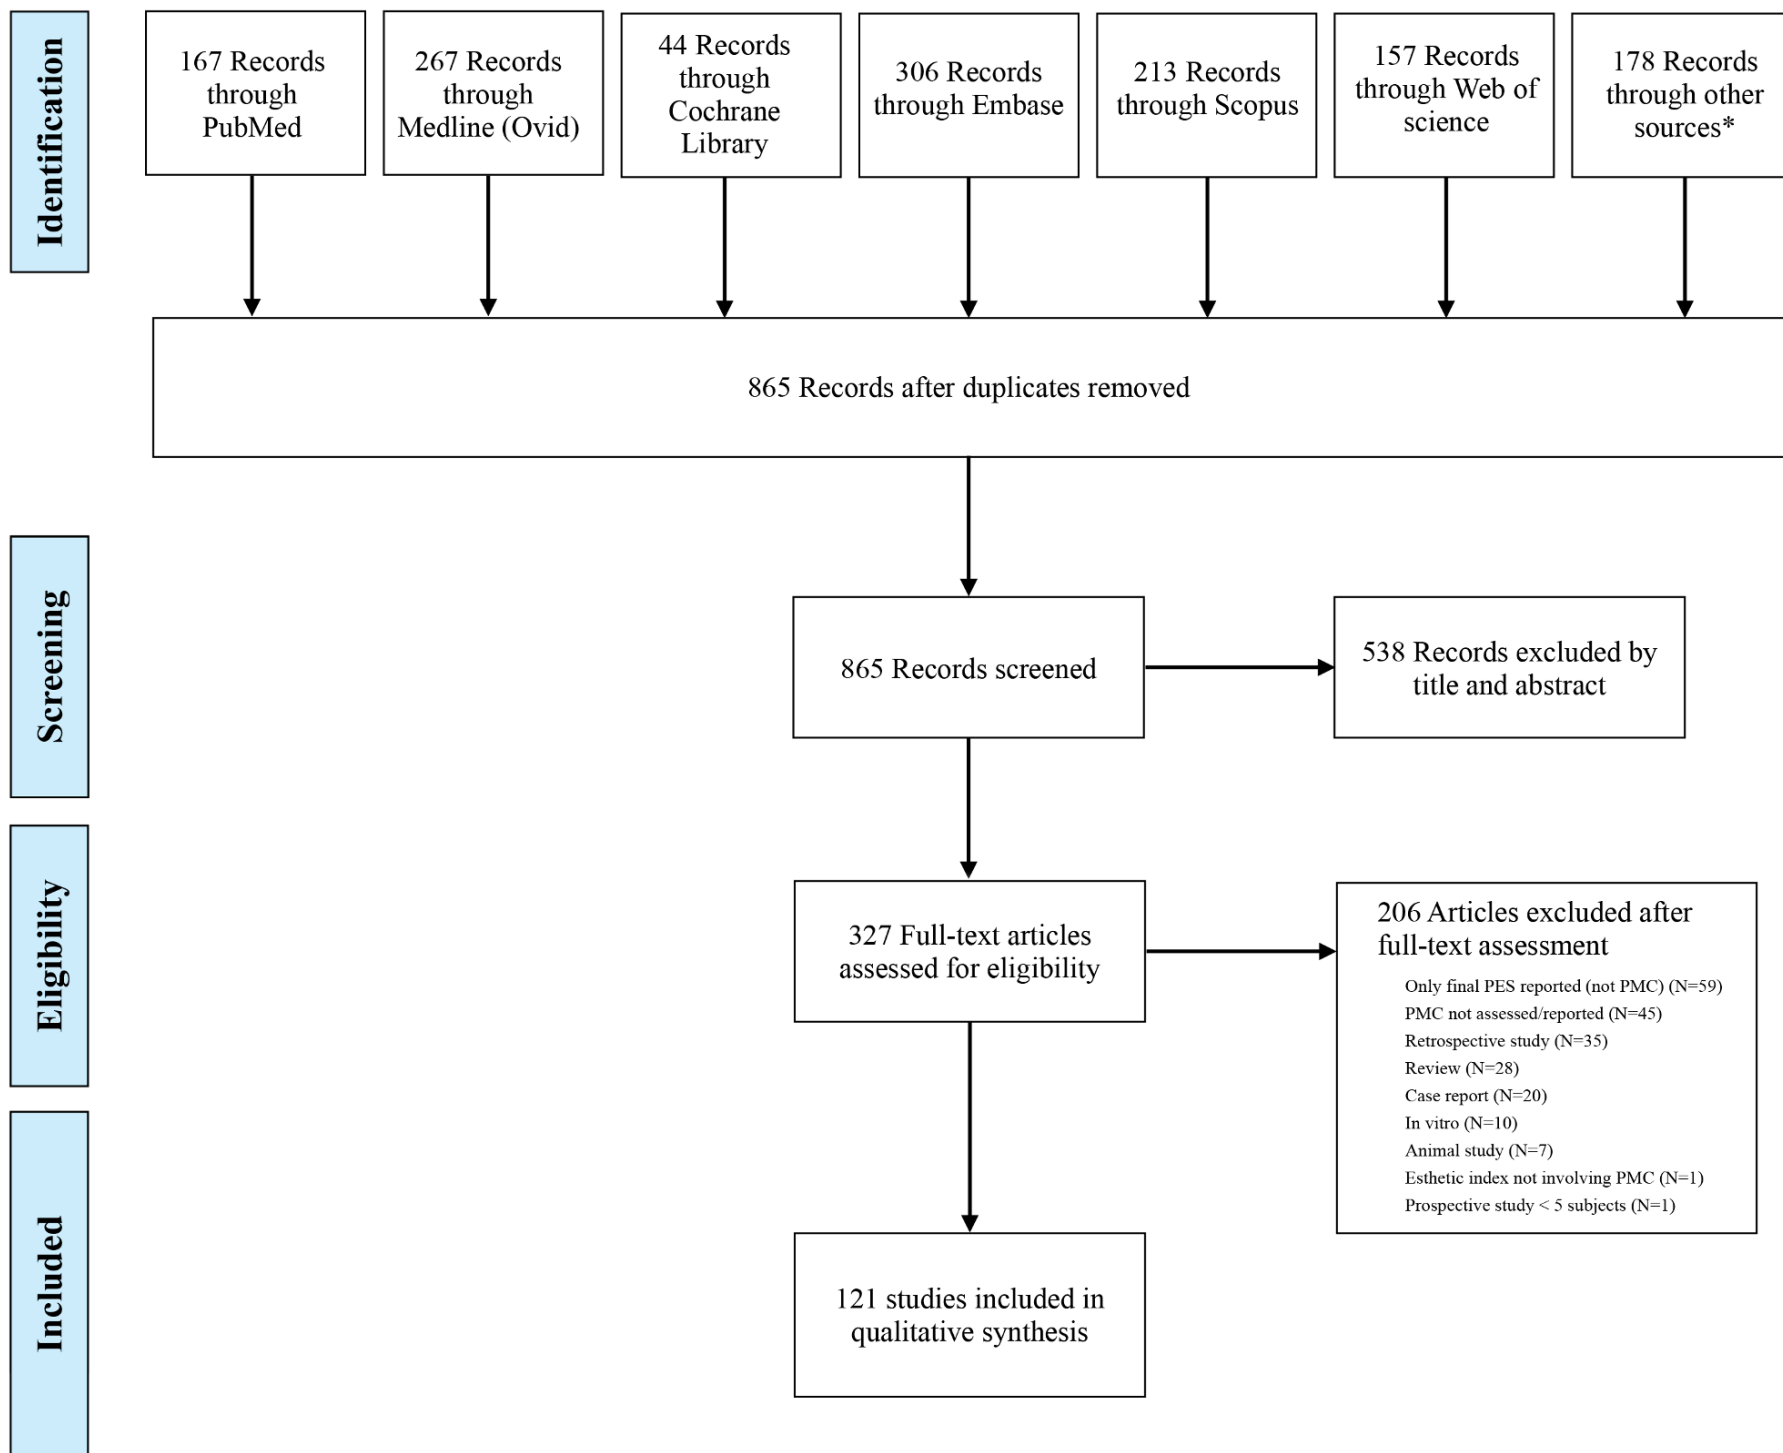 Identification
167 Records
through
PubMed
267 Records
through
Medline (Ovid)
44 Records
through
Cochrane
Library
306 Records
through Embase
213 Records
through Scopus
157 Records
through Web of
science
178 Records
through other
sources*
865 Records after duplicates removed
Screening
865 Records screened
538 Records excluded by
title and abstract
Eligibility
327 Full-text articles
assessed for eligibility
206 Articles excluded after
full-text assessment
Only final PES reported (not PMC) (N=59)
PMC not assessed/reported (N=45)
Retrospective study (N=35)
Review (N=28)
Case report (N=20)
In vitro (N=10)
Animal study (N=7)
Esthetic index not involving PMC (N=1)
Prospective study < 5 subjects (N=1)
Included
121 studies included in
qualitative synthesis